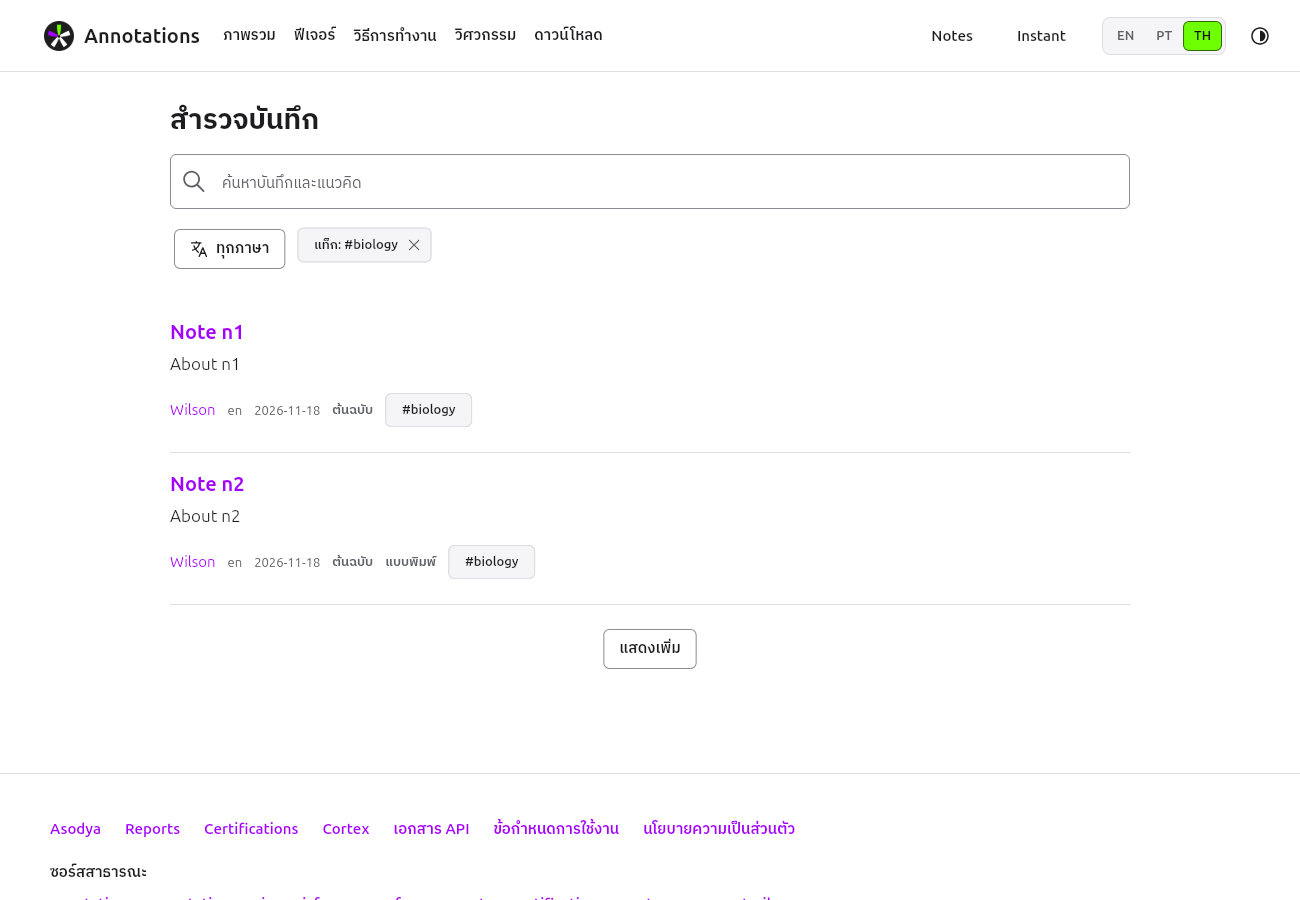 Annotations ภาพรวม ฟีเจอร์ วิธีการทำงาน วิศวกรรม ดาวน์โหลด Notes Instant EN PT TH
สำรวจบันทึก
ค้นหาบันทึกและแนวคิด
ทุกภาษา แท็ก: #biology
Note n1
About n1
Wilson en 2026-11-18 ต้นฉบับ #biology
Note n2
About n2
Wilson en 2026-11-18 ต้นฉบับ แบบพิมพ์ #biology
แสดงเพิ่ม
Asodya Reports Certifications Cortex เอกสาร API ข้อกำหนดการใช้งาน นโยบายความเป็นส่วนตัว
ซอร์สสาธารณะ